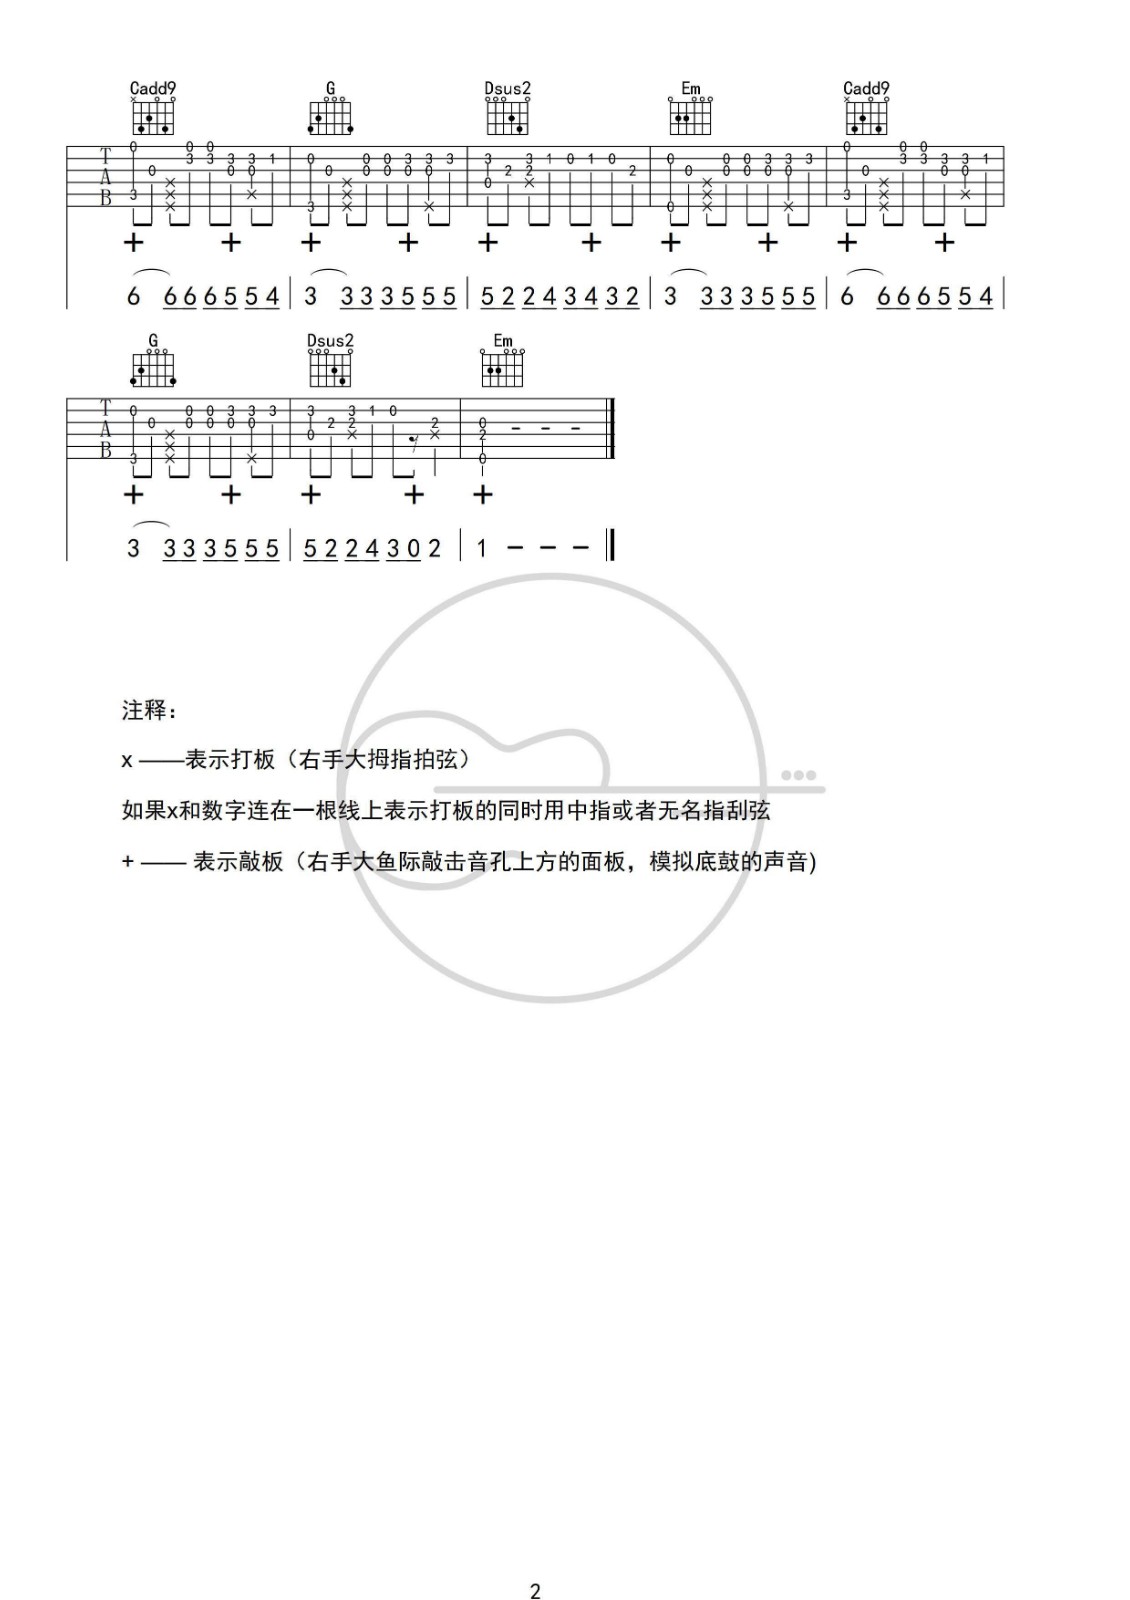 Cadd9 G Dsus2 Em Cadd9
T A B
6 6 6 6 5 5 4 | 3 3 3 3 5 5 5 | 5 2 2 4 3 4 3 2 | 3 3 3 3 5 5 5 | 6 6 6 6 5 5 4 |
G Dsus2 Em
T A B
3 3 3 3 5 5 5 | 5 2 2 4 3 0 2 | 1 – – –
注释：
x ——表示打板（右手大拇指拍弦）
如果x和数字连在一根线上表示打板的同时用中指或者无名指刮弦
+ —— 表示敲板（右手大鱼际敲击音孔上方的面板，模拟底鼓的声音)
2